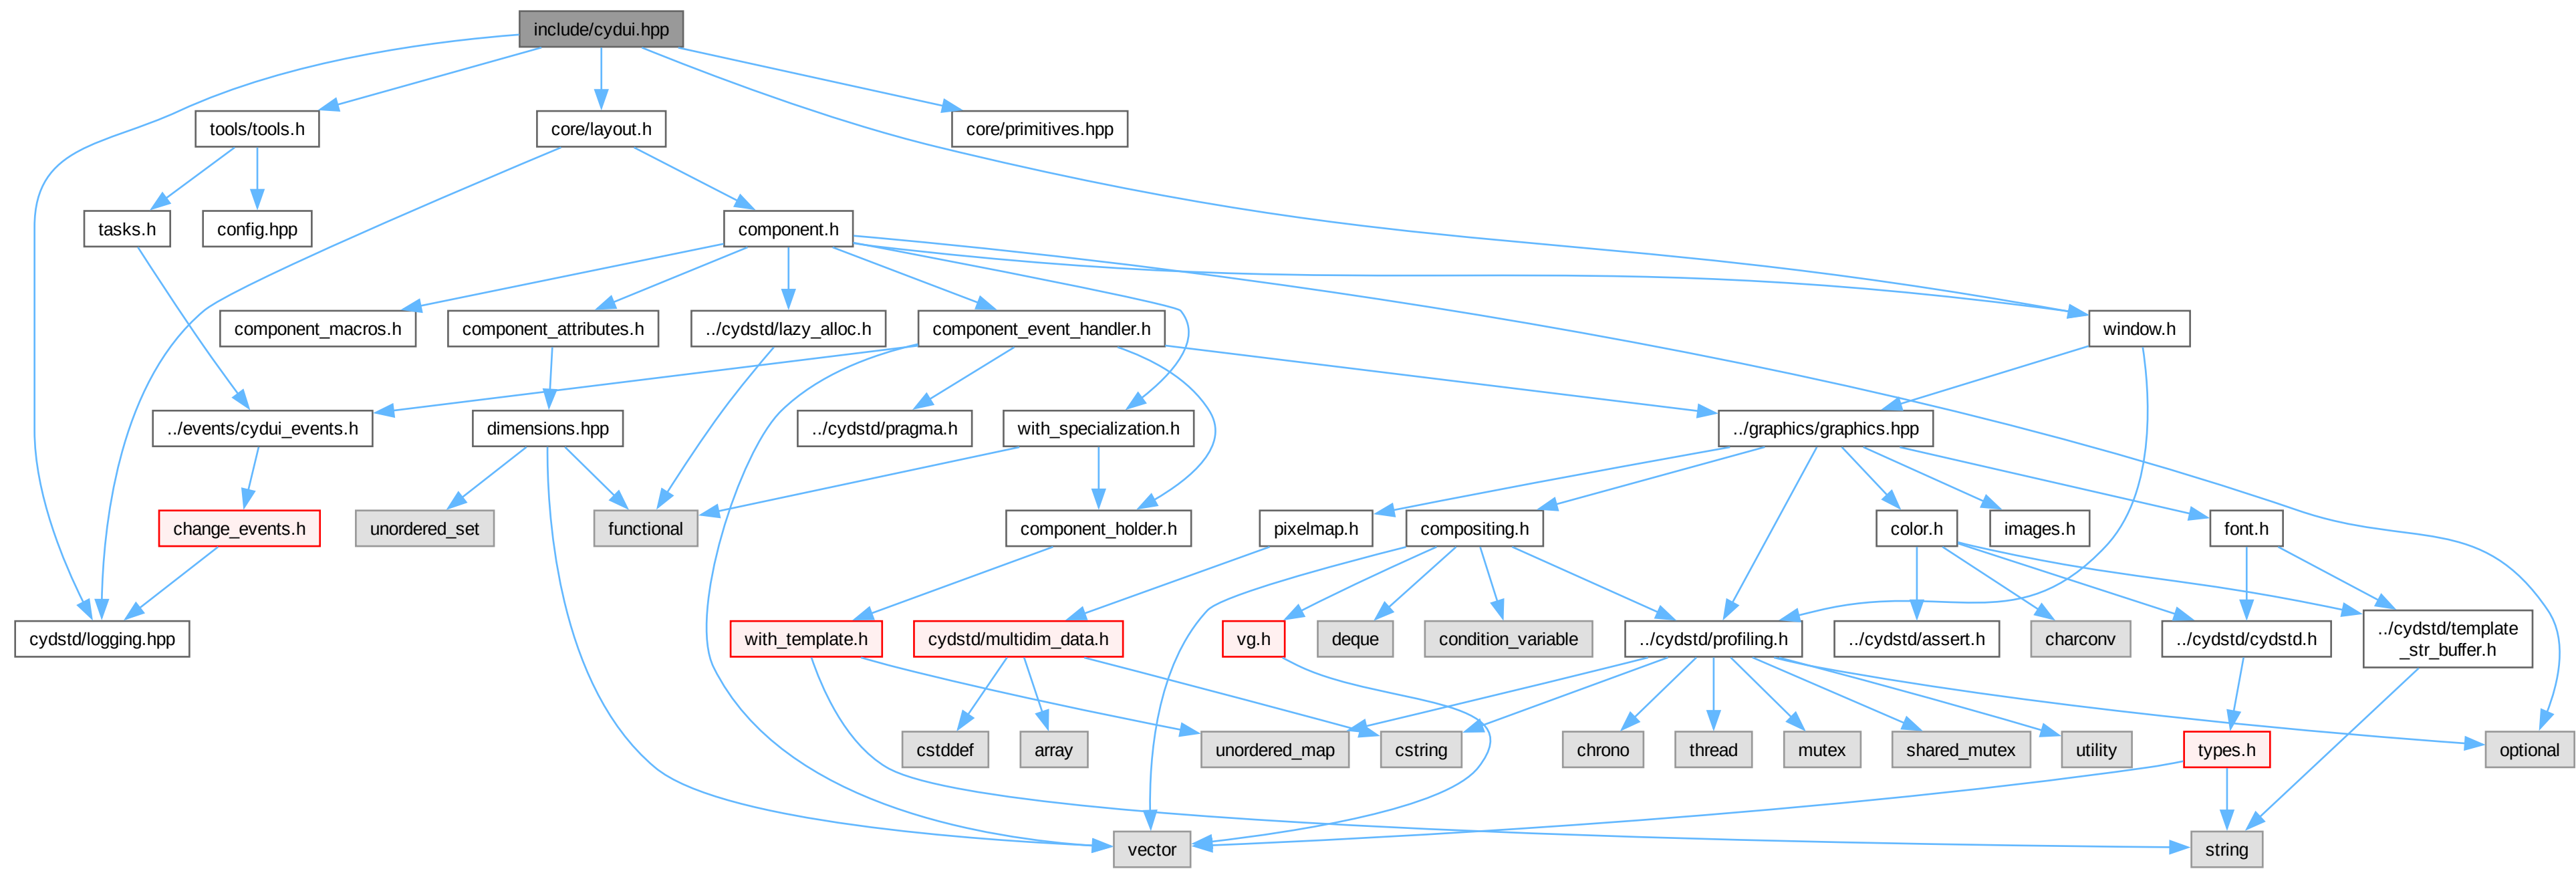 include/cydui.hpp
tools/tools.h
core/layout.h
core/primitives.hpp
tasks.h
config.hpp
component.h
component_macros.h
component_attributes.h
../cydstd/lazy_alloc.h
component_event_handler.h
window.h
../events/cydui_events.h
dimensions.hpp
../cydstd/pragma.h
with_specialization.h
../graphics/graphics.hpp
change_events.h
unordered_set
functional
component_holder.h
pixelmap.h
compositing.h
color.h
images.h
font.h
cydstd/logging.hpp
with_template.h
cydstd/multidim_data.h
vg.h
deque
condition_variable
../cydstd/profiling.h
../cydstd/assert.h
charconv
../cydstd/cydstd.h
../cydstd/template
_str_buffer.h
cstddef
array
unordered_map
cstring
chrono
thread
mutex
shared_mutex
utility
types.h
optional
vector
string